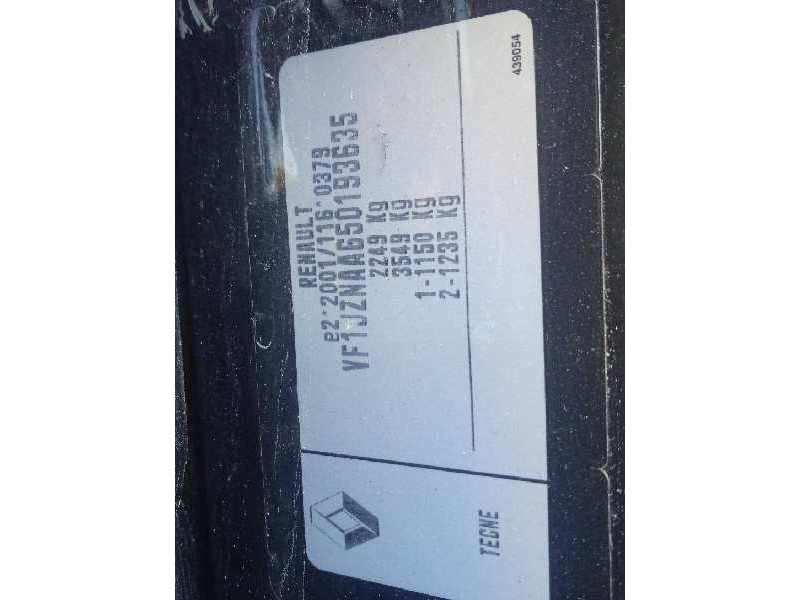 RENAULT
e2*2001/116*0379
VF1JZNAA650193635
2249 Kg
3549 Kg
1-1150 Kg
2-1235 Kg
439054
TECNE